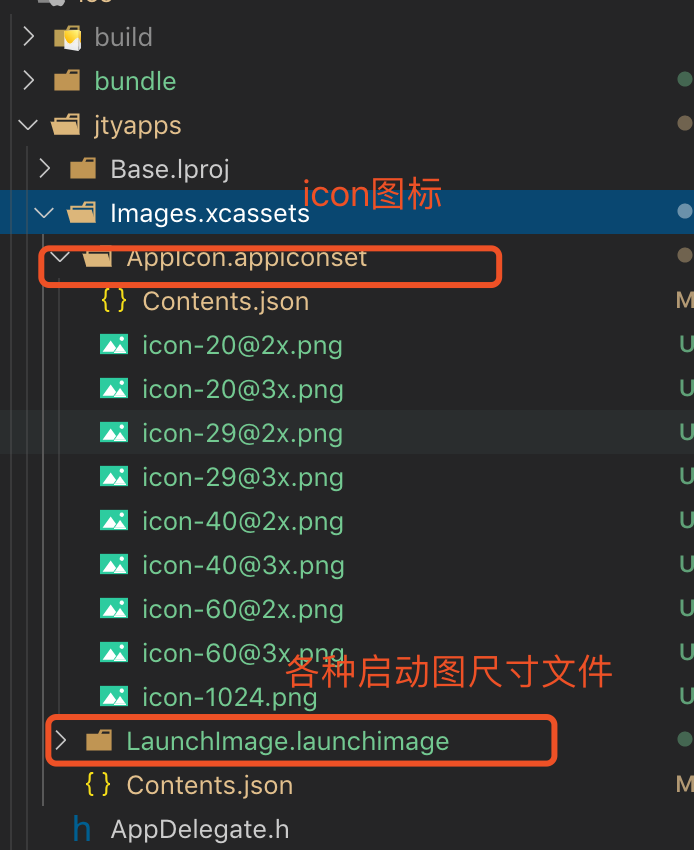 ios
build
bundle
jtyapps
Base.lproj
icon图标
Images.xcassets
AppIcon.appiconset
{ } Contents.json
M
icon-20@2x.png
U
icon-20@3x.png
U
icon-29@2x.png
U
icon-29@3x.png
U
icon-40@2x.png
U
icon-40@3x.png
U
icon-60@2x.png
U
icon-60@3x.png
U
各种启动图尺寸文件
icon-1024.png
U
LaunchImage.launchimage
{ } Contents.json
M
h AppDelegate.h